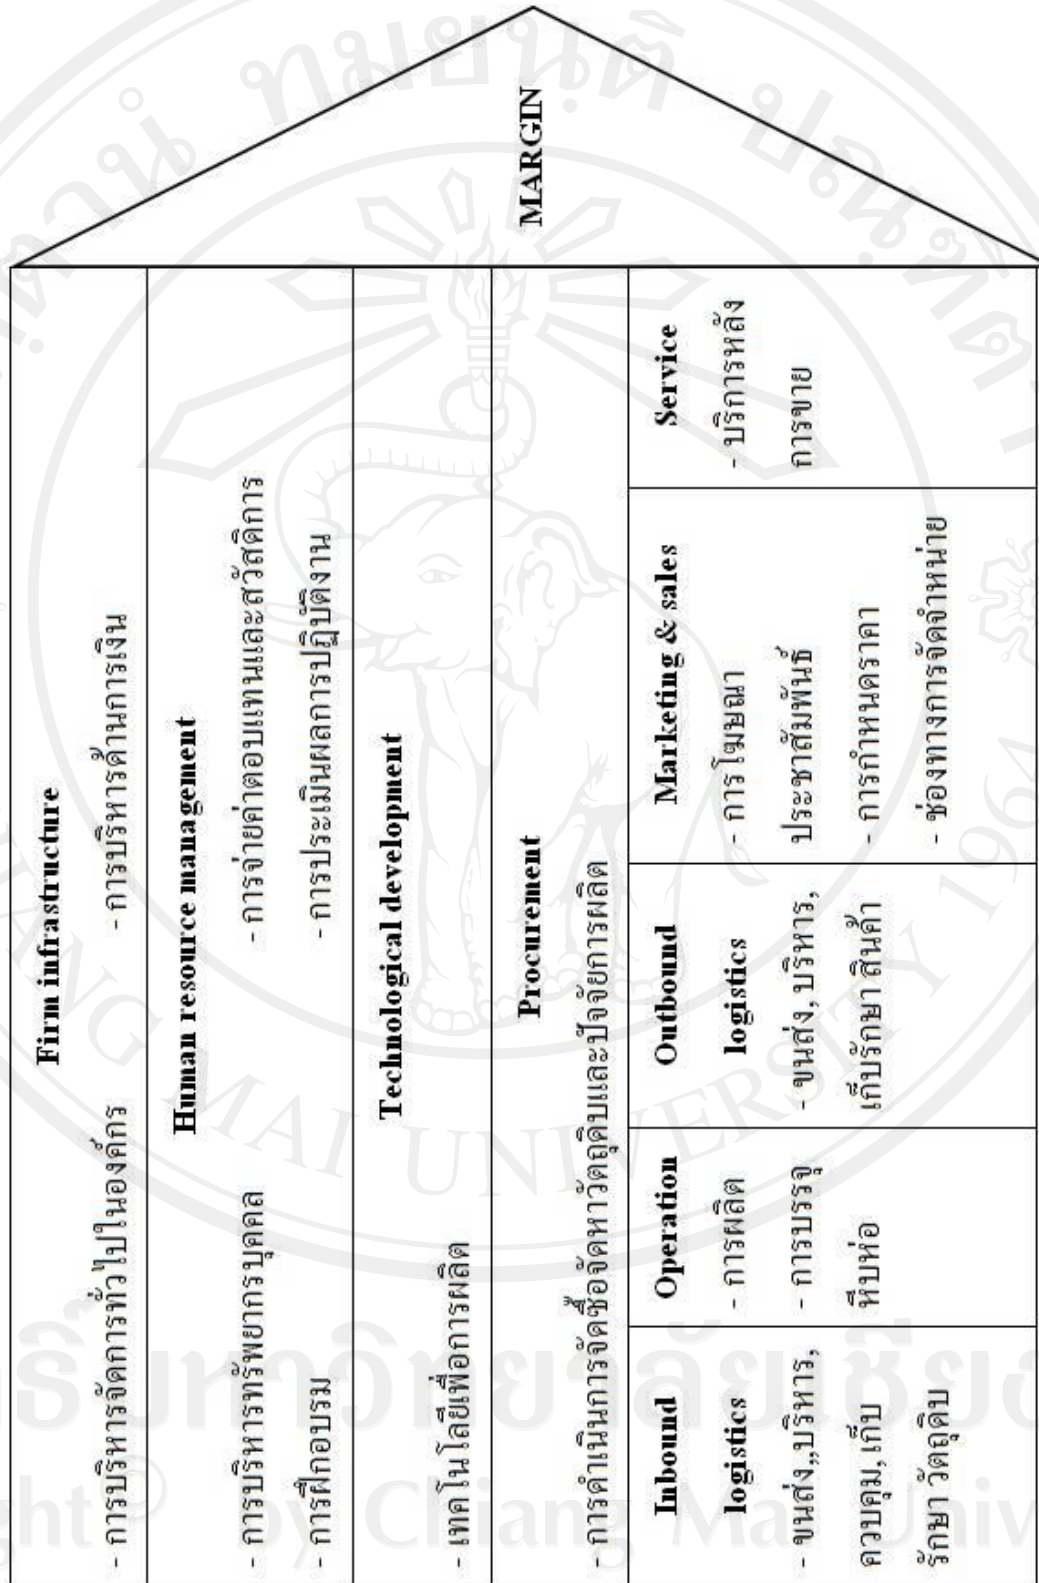 Firm infrastructure
- การบริหารจัดการทั่วไปในองค์กร - การบริหารด้านการเงิน
Human resource management
- การบริหารทรัพยากรบุคคล - การจ่ายค่าตอบแทนและสวัสดิการ
- การฝึกอบรม - การประเมินผลการปฏิบัติงาน
Technological development
- เทคโนโลยีเพื่อการผลิต
Procurement
- การดำเนินการจัดซื้อจัดหาวัตถุดิบและปัจจัยการผลิต
Inbound
logistics
- ขนส่ง,,บริหาร,
ควบคุม, เก็บ
รักษา วัตถุดิบ
Operation
- การผลิต
- การบรรจุ
หีบห่อ
Outbound
logistics
- ขนส่ง, บริหาร,
เก็บรักษา สินค้า
Marketing & sales
- การโฆษณา
ประชาสัมพันธ์
- การกำหนดราคา
- ช่องทางการจัดจำหน่าย
Service
- บริการหลัง
การขาย
MARGIN
MAI UNIVERSITY 1964
by Chiang Mai Univ